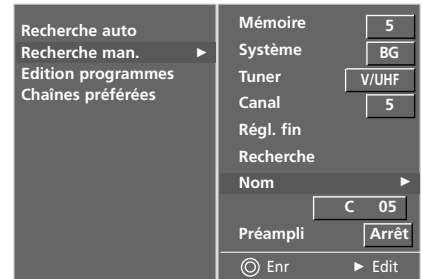 Recherche auto
Recherche man. ►
Edition programmes
Chaînes préférées
Mémoire 5
Système BG
Tuner V/UHF
Canal 5
Régl. fin
Recherche
Nom ►
C 05
Préampli Arrêt
Enr ► Edit